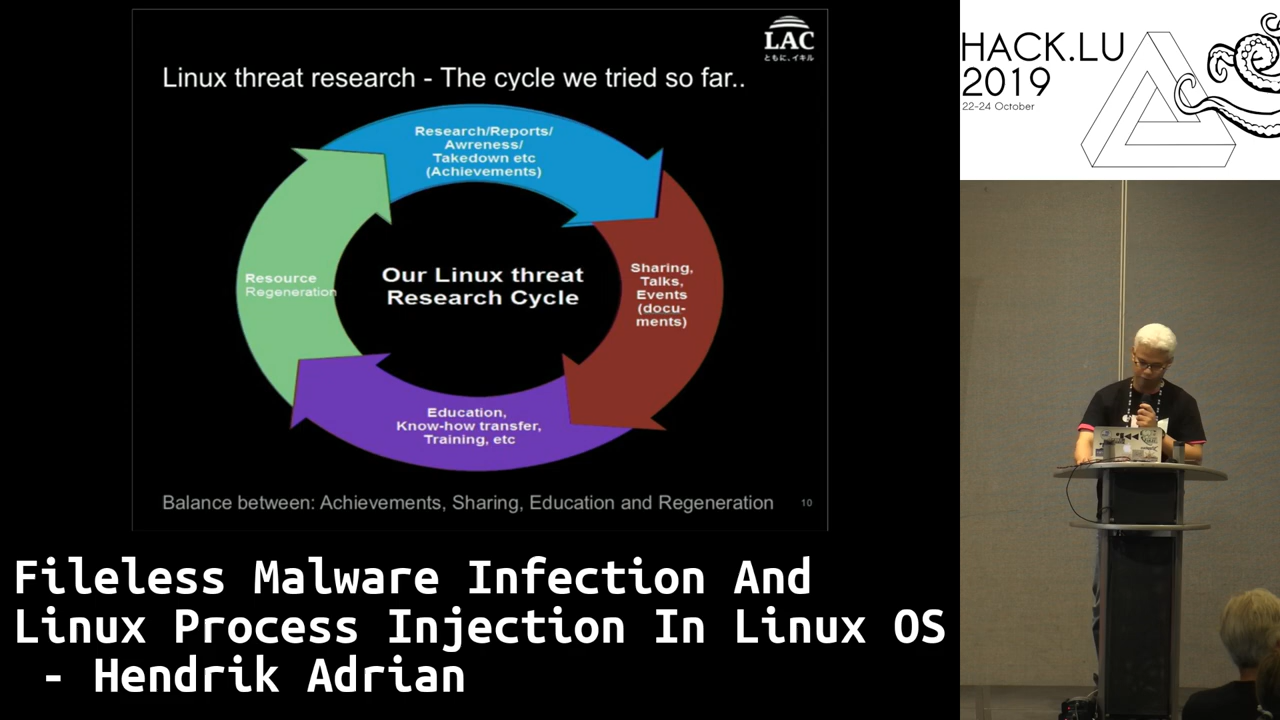 LAC
ともに、イキル
Linux threat research - The cycle we tried so far..
Research/Reports/
Awreness/
Takedown etc
(Achievements)
Resource
Regeneration
Our Linux threat
Research Cycle
Sharing,
Talks,
Events
(docu-
ments)
Education,
Know-how transfer,
Training, etc
Balance between: Achievements, Sharing, Education and Regeneration
10
HACK.LU
2019
22-24 October
Fileless Malware Infection And
Linux Process Injection In Linux OS
- Hendrik Adrian